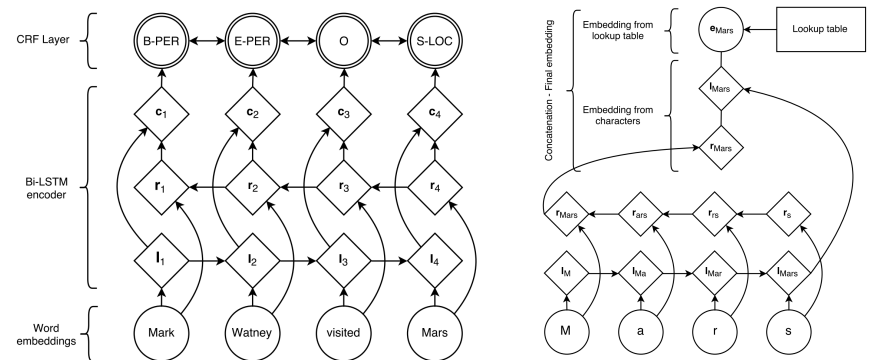 CRF Layer
B-PER E-PER O S-LOC
c1 c2 c3 c4
Bi-LSTM
encoder
r1 r2 r3 r4
l1 l2 l3 l4
Word
embeddings
Mark Watney visited Mars
Concatenation - Final embedding
Embedding from
lookup table
eMars
Lookup table
Embedding from
characters
lMars
rMars
rMars rars rrs rs
lM lMa lMar lMars
M a r s